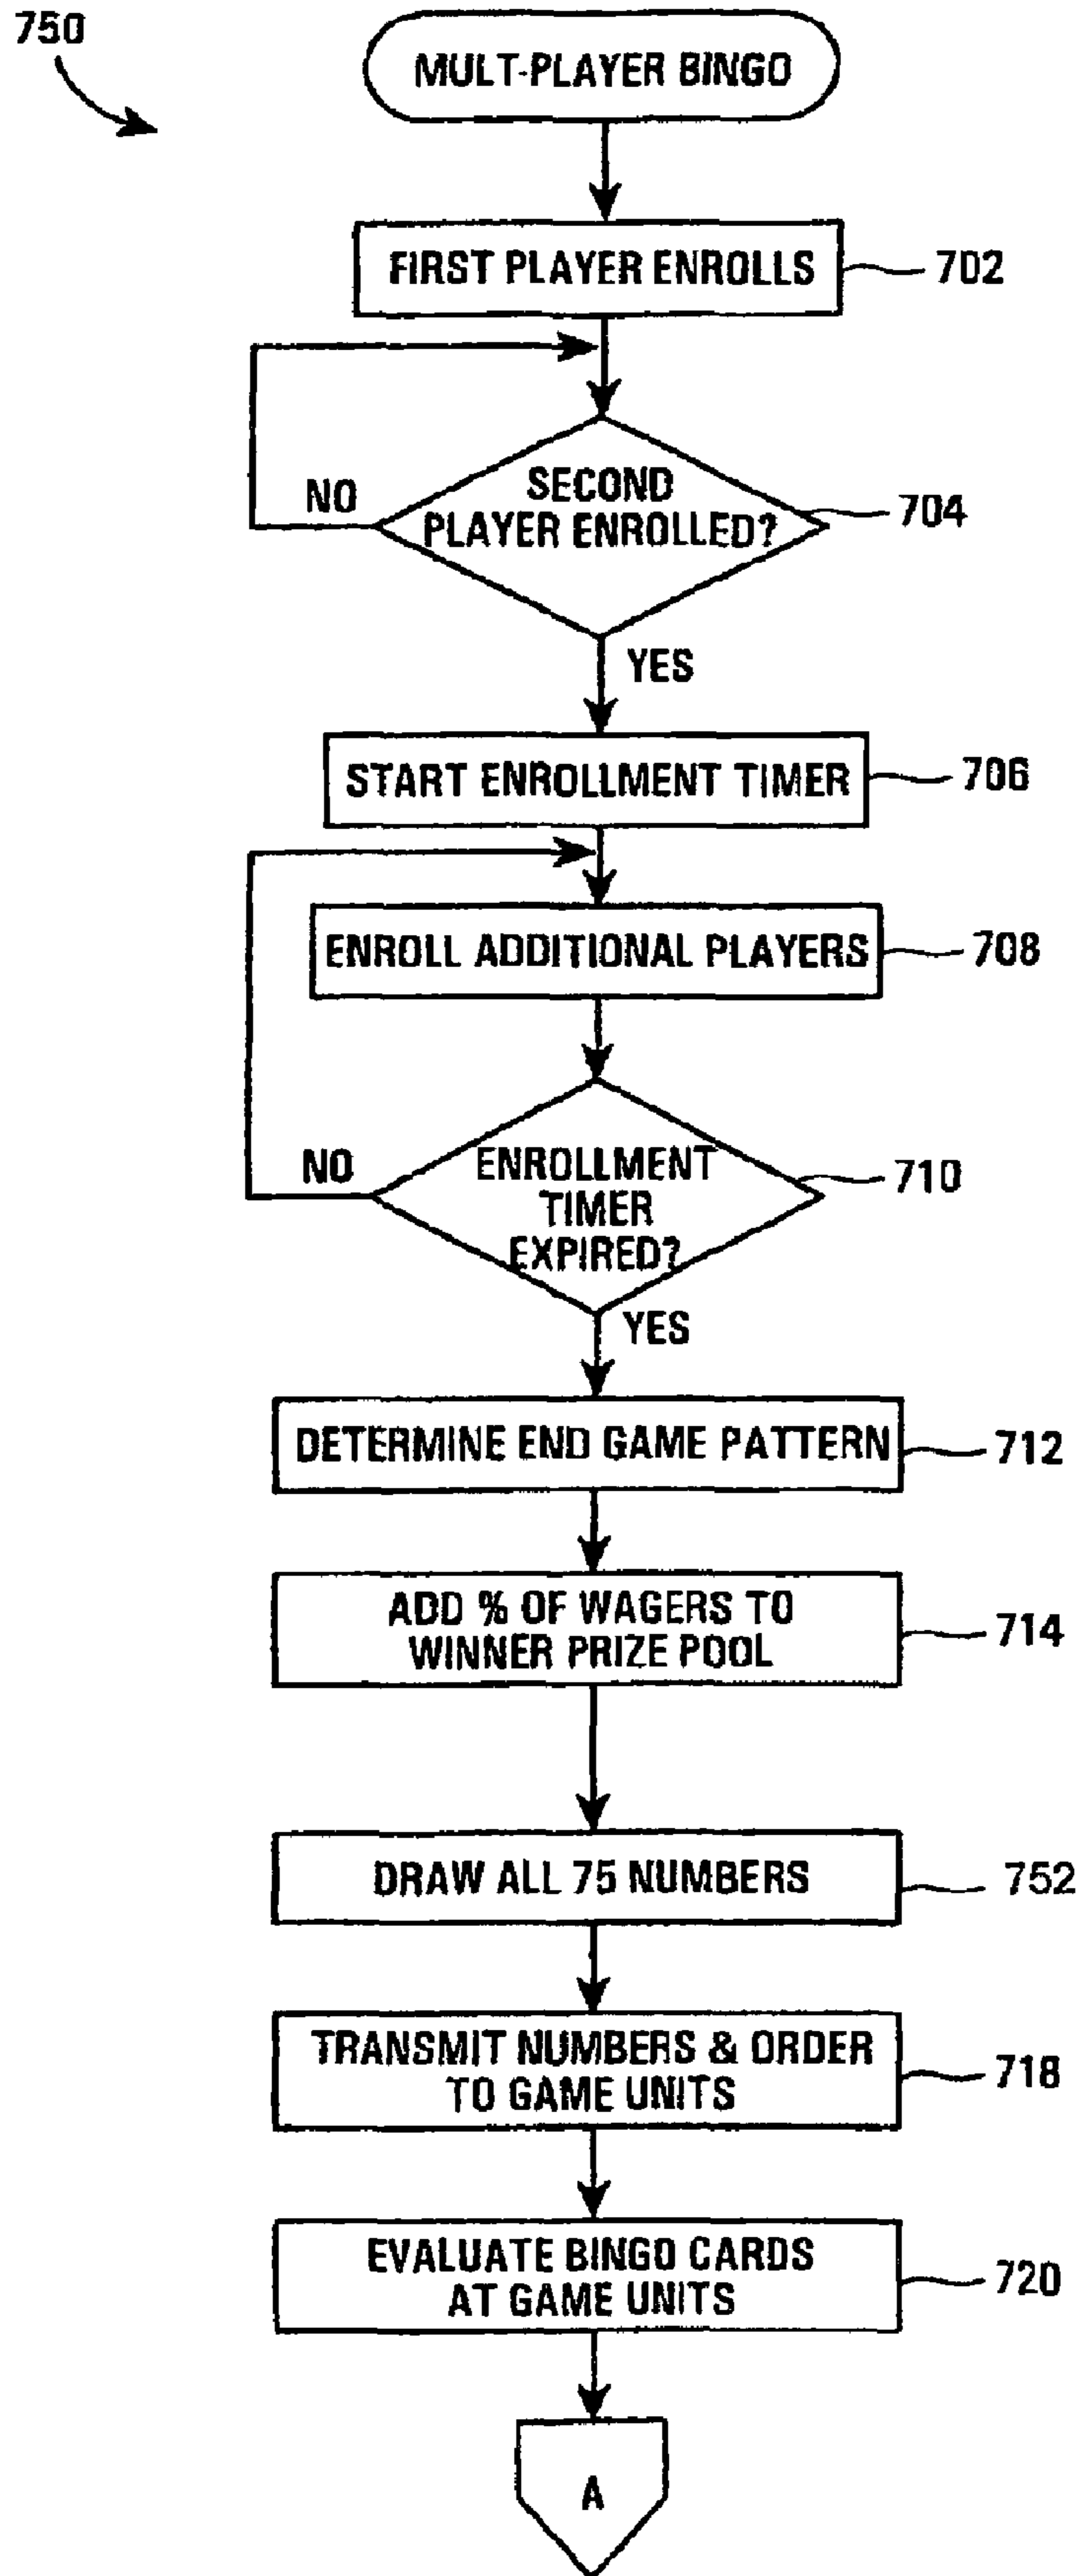 750
MULT-PLAYER BINGO
FIRST PLAYER ENROLLS
702
SECOND
PLAYER ENROLLED?
704
NO
YES
START ENROLLMENT TIMER
706
ENROLL ADDITIONAL PLAYERS
708
ENROLLMENT
TIMER
EXPIRED?
710
NO
YES
DETERMINE END GAME PATTERN
712
ADD % OF WAGERS TO
WINNER PRIZE POOL
714
DRAW ALL 75 NUMBERS
752
TRANSMIT NUMBERS & ORDER
TO GAME UNITS
718
EVALUATE BINGO CARDS
AT GAME UNITS
720
A